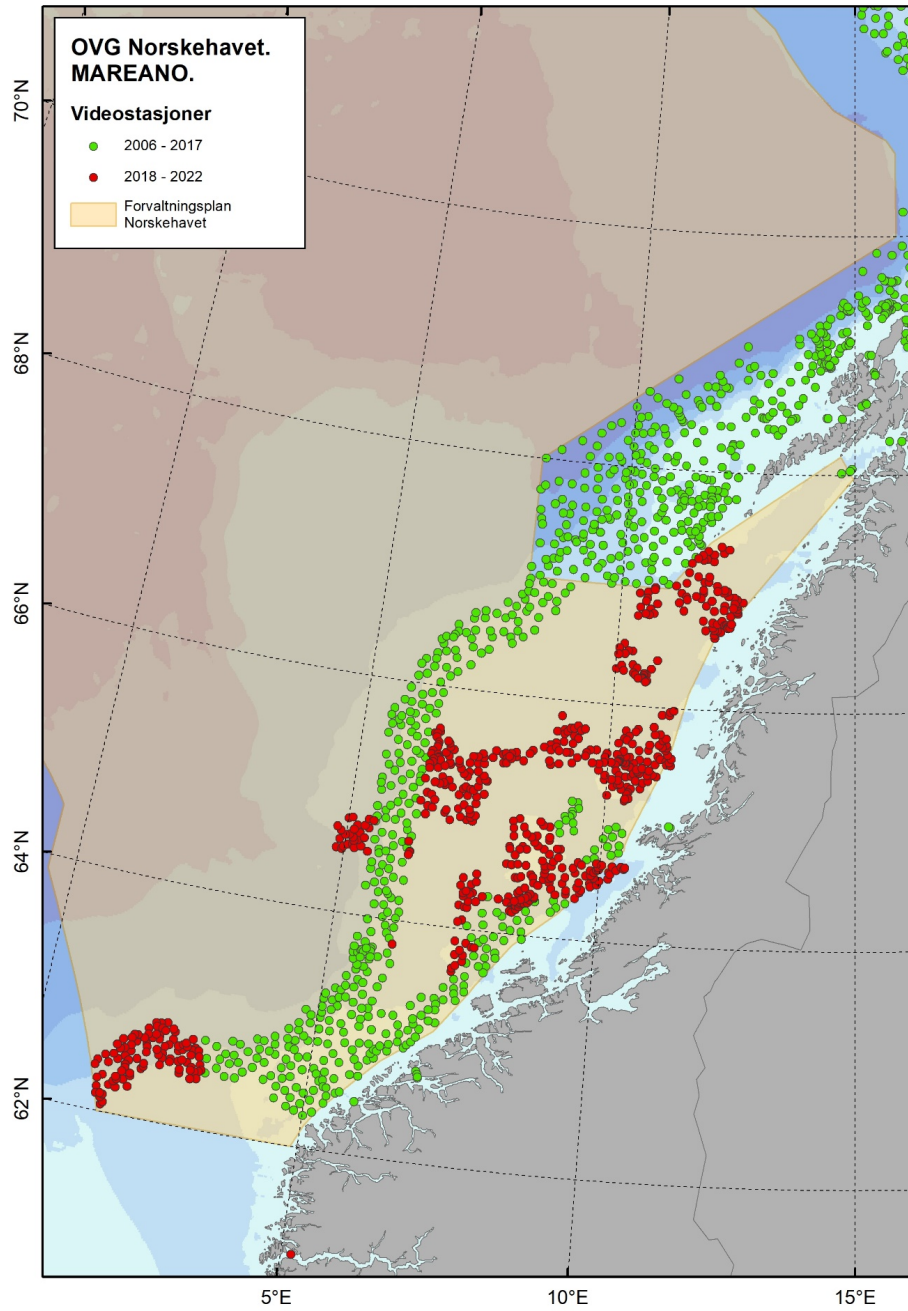 OVG Norskehavet.
MAREANO.
Videostasjoner
2006 - 2017
2018 - 2022
Forvaltningsplan
Norskehavet
70°N
68°N
66°N
64°N
62°N
5°E
10°E
15°E